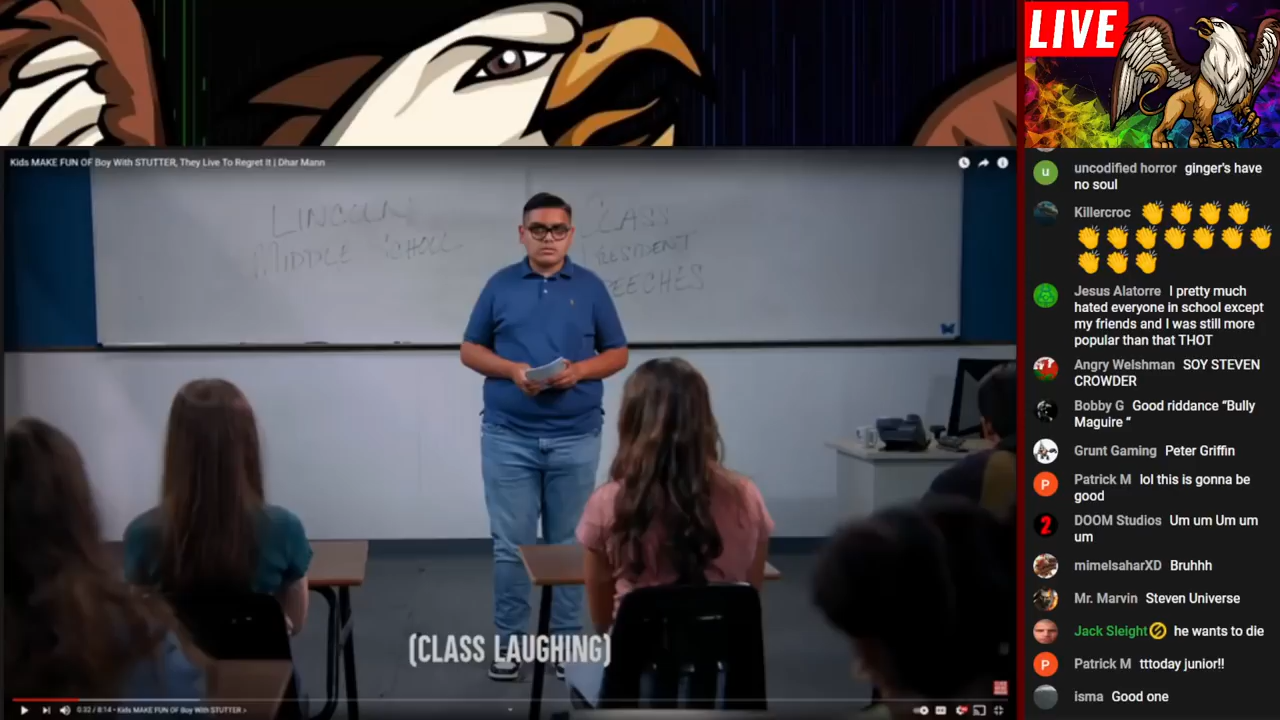 LIVE
Kids MAKE FUN OF Boy With STUTTER, They Live To Regret It | Dhar Mann
LINCOLN
MIDDLE SCHOLL
CLASS
PRESIDENT
SPEECHES
(CLASS LAUGHING)
0:32 / 8:14 • Kids MAKE FUN OF Boy With STUTTER >
u uncodified horror ginger's have
no soul
Killercroc 👏👏👏👏
👏👏👏👏👏👏👏
👏👏👏
Jesus Alatorre I pretty much
hated everyone in school except
my friends and I was still more
popular than that THOT
Angry Welshman SOY STEVEN
CROWDER
Bobby G Good riddance “Bully
Maguire “
Grunt Gaming Peter Griffin
P Patrick M lol this is gonna be
good
2 DOOM Studios Um um Um um
um
mimelsaharXD Bruhhh
Mr. Marvin Steven Universe
Jack Sleight he wants to die
P Patrick M tttoday junior!!
isma Good one